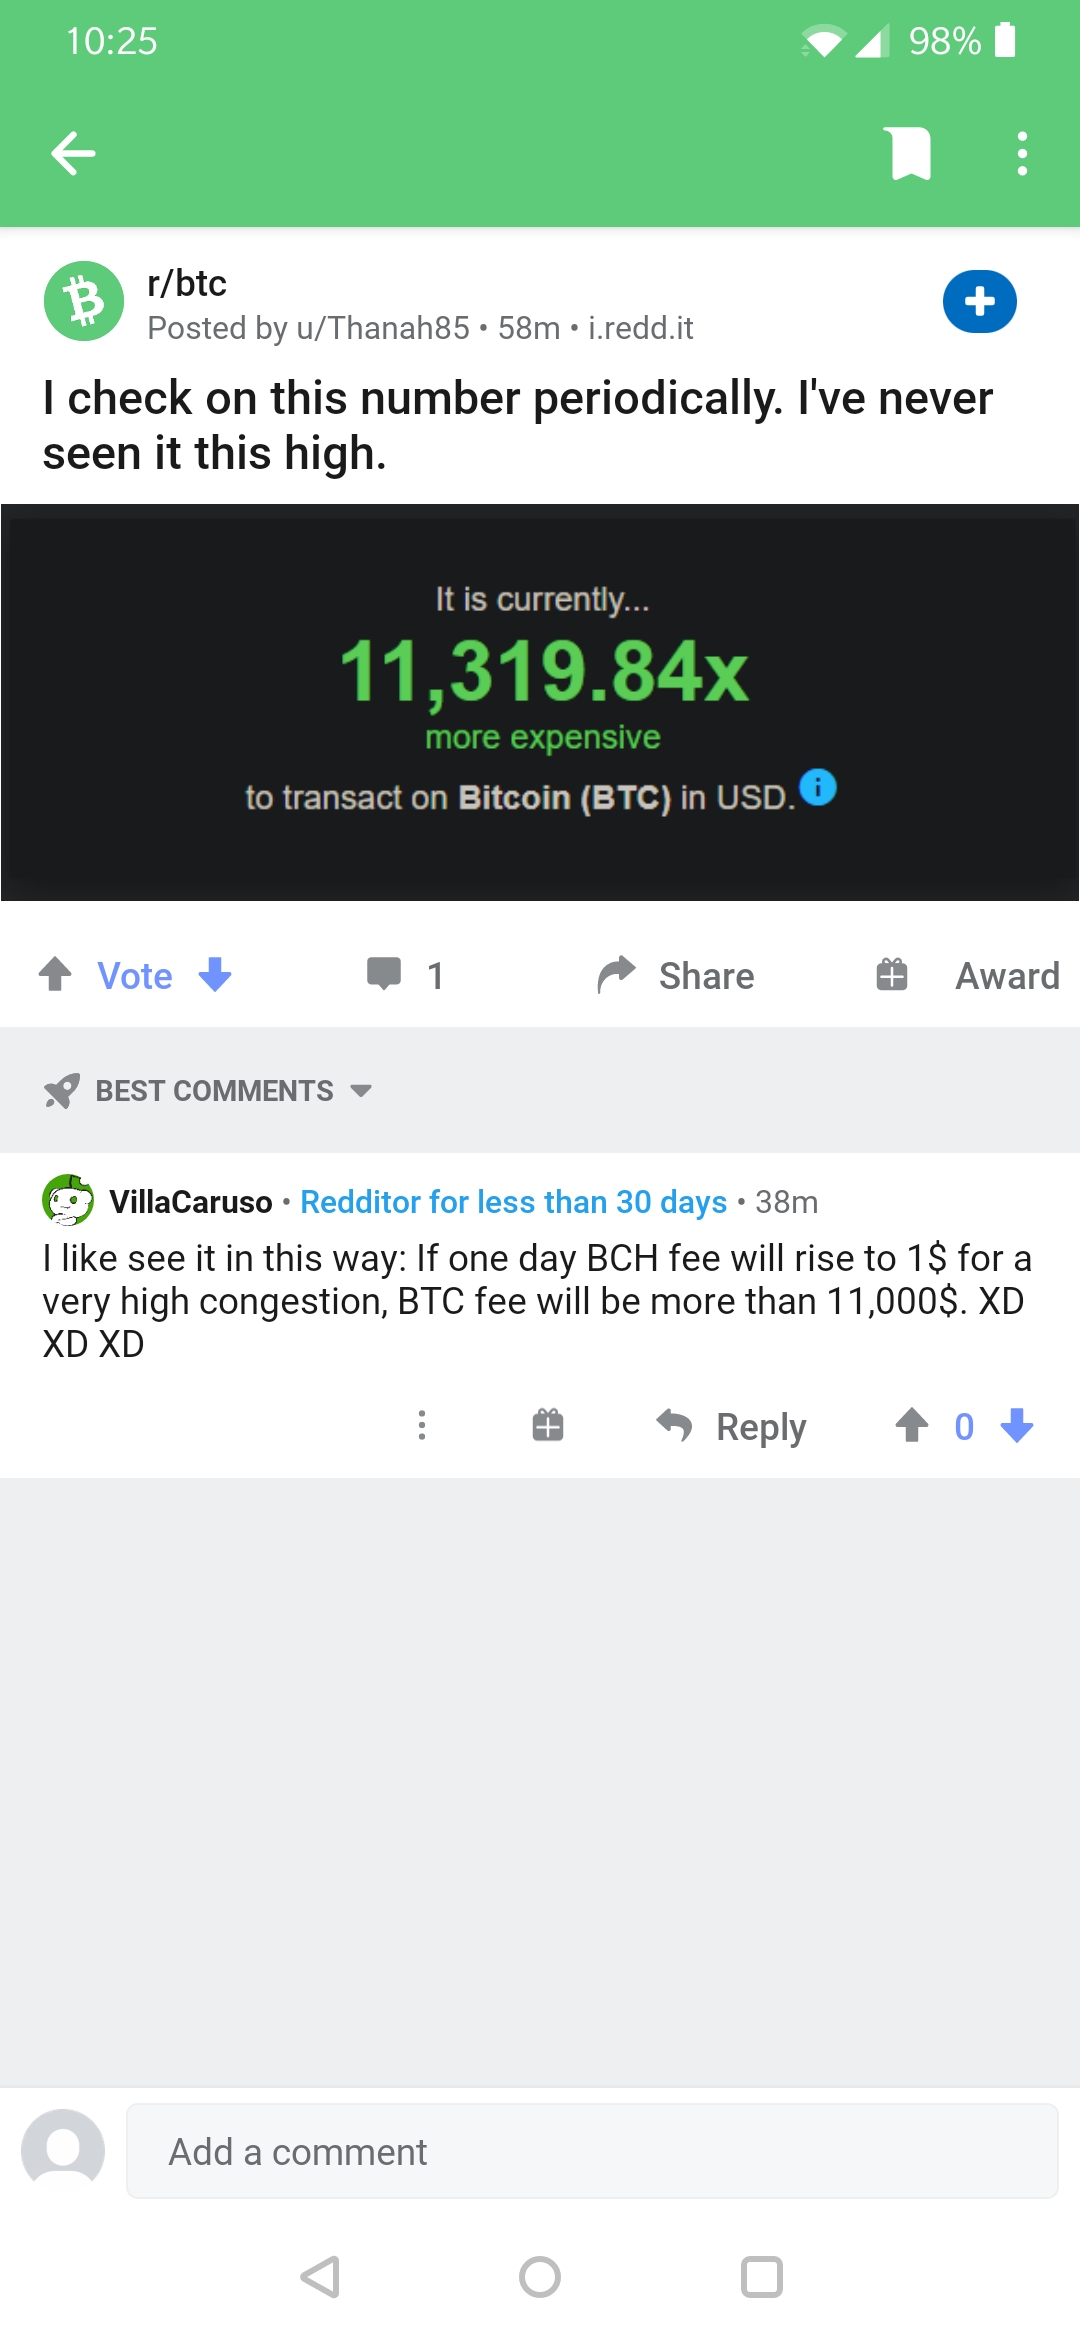 10:25
98%
r/btc
Posted by u/Thanah85 • 58m • i.redd.it
I check on this number periodically. I've never
seen it this high.
It is currently...
11,319.84x
more expensive
to transact on Bitcoin (BTC) in USD.
Vote
1
Share
Award
BEST COMMENTS
VillaCaruso • Redditor for less than 30 days • 38m
I like see it in this way: If one day BCH fee will rise to 1$ for a
very high congestion, BTC fee will be more than 11,000$. XD
XD XD
Reply
0
Add a comment